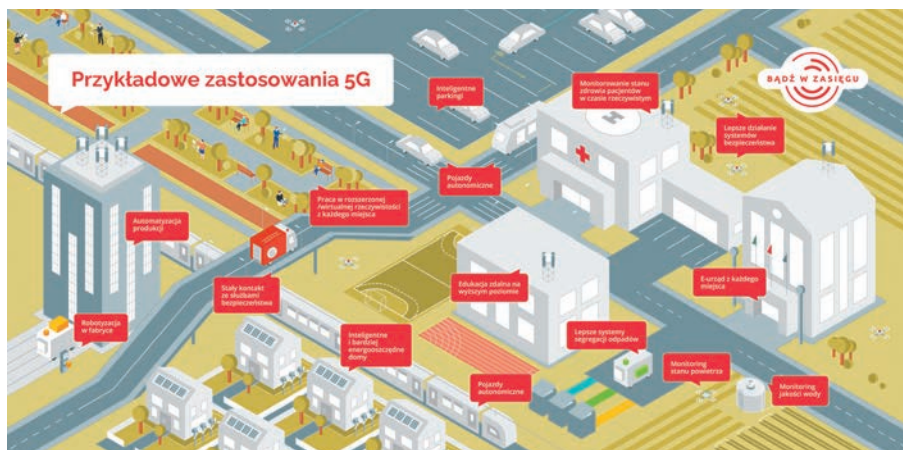 Przykładowe zastosowania 5G
BĄDŹ W ZASIĘGU
Inteligentne
parkingi
Monitorowanie stanu
zdrowia pacjentów
w czasie rzeczywistym
Lepsze działanie
systemów
bezpieczeństwa
Pojazdy
autonomiczne
Praca w rozszerzonej
/wirtualnej rzeczywistości
z każdego miejsca
Automatyzacja
produkcji
Stały kontakt
ze służbami
bezpieczeństwa
Edukacja zdalna na
wyższym poziomie
E-urząd z każdego
miejsca
Robotyzacja
w fabryce
Inteligentne
i bardziej
energooszczędne
domy
Lepsze systemy
segregacji odpadów
Pojazdy
autonomiczne
Monitoring
stanu powietrza
Monitoring
jakości wody
H